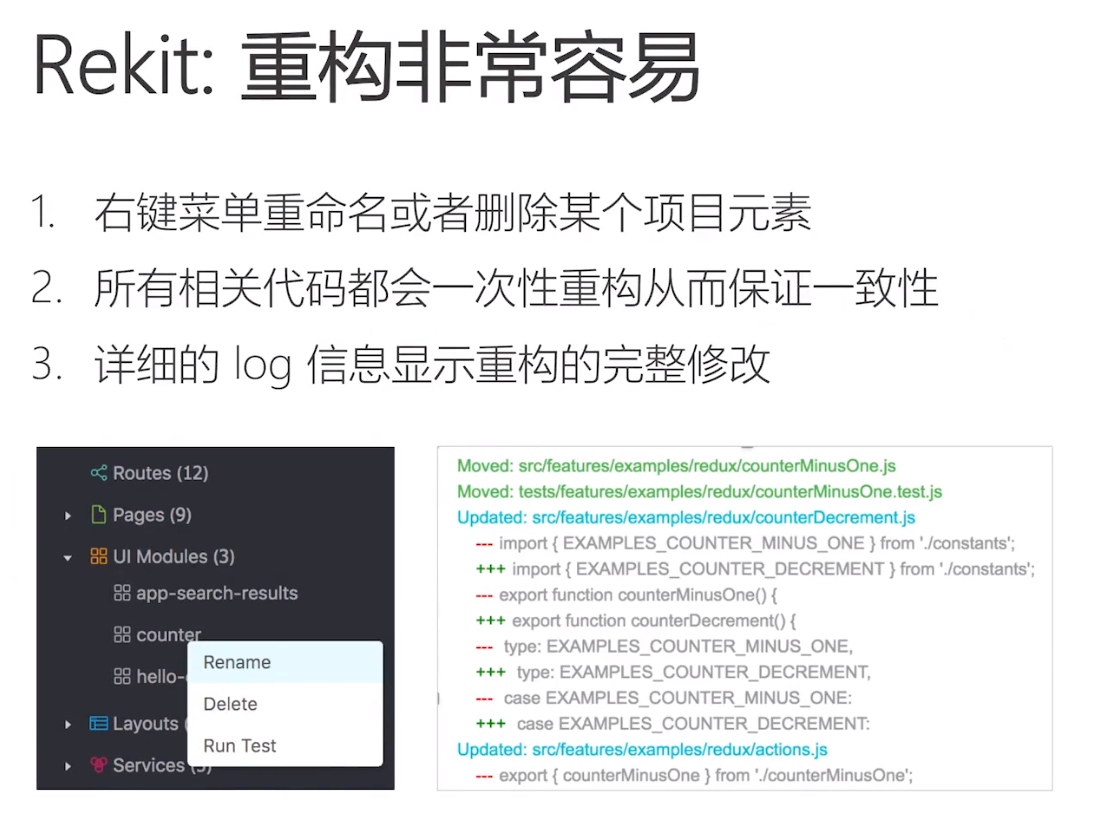 Rekit: 重构非常容易
1. 右键菜单重命名或者删除某个项目元素
2. 所有相关代码都会一次性重构从而保证一致性
3. 详细的 log 信息显示重构的完整修改
Routes (12)
Pages (9)
UI Modules (3)
app-search-results
counter
hello-
Layouts
Services
Rename
Delete
Run Test
Moved: src/features/examples/redux/counterMinusOne.js
Moved: tests/features/examples/redux/counterMinusOne.test.js
Updated: src/features/examples/redux/counterDecrement.js
--- import { EXAMPLES_COUNTER_MINUS_ONE } from './constants';
+++ import { EXAMPLES_COUNTER_DECREMENT } from './constants';
--- export function counterMinusOne() {
+++ export function counterDecrement() {
--- type: EXAMPLES_COUNTER_MINUS_ONE,
+++ type: EXAMPLES_COUNTER_DECREMENT,
--- case EXAMPLES_COUNTER_MINUS_ONE:
+++ case EXAMPLES_COUNTER_DECREMENT:
Updated: src/features/examples/redux/actions.js
--- export { counterMinusOne } from './counterMinusOne';